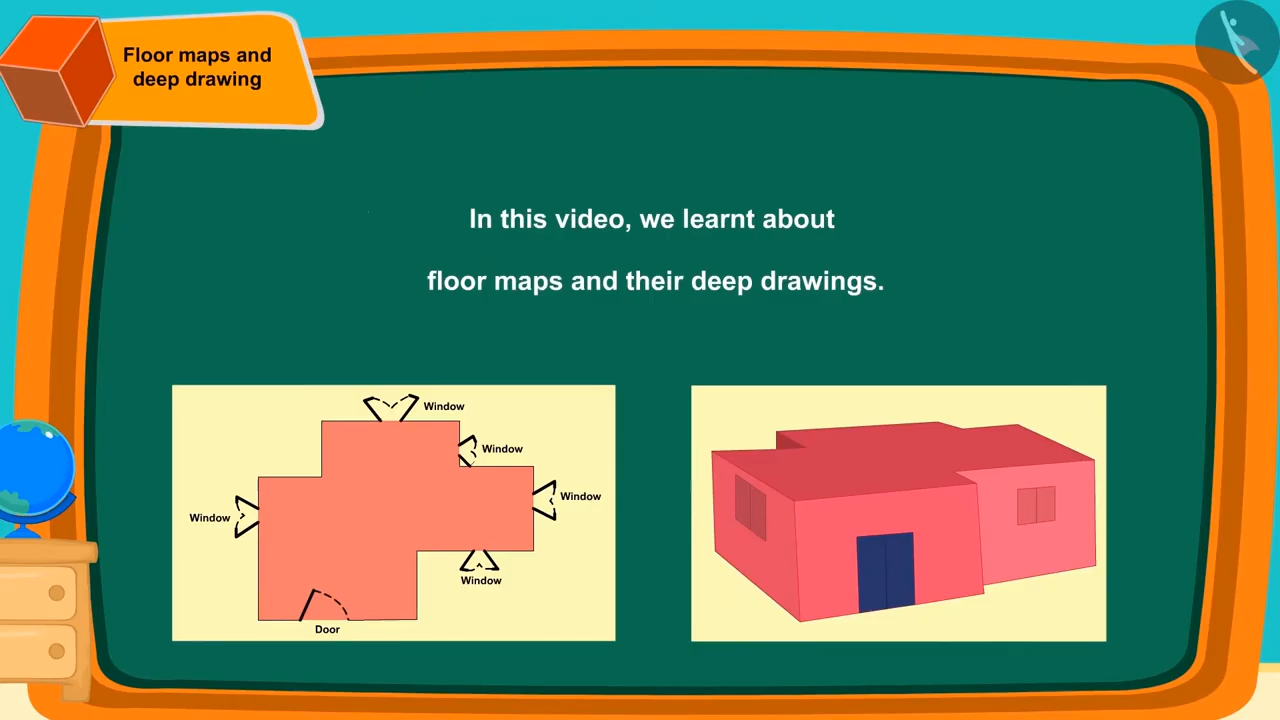 Floor maps and
deep drawing
In this video, we learnt about
floor maps and their deep drawings.
Window
Window
Window
Window
Window
Door